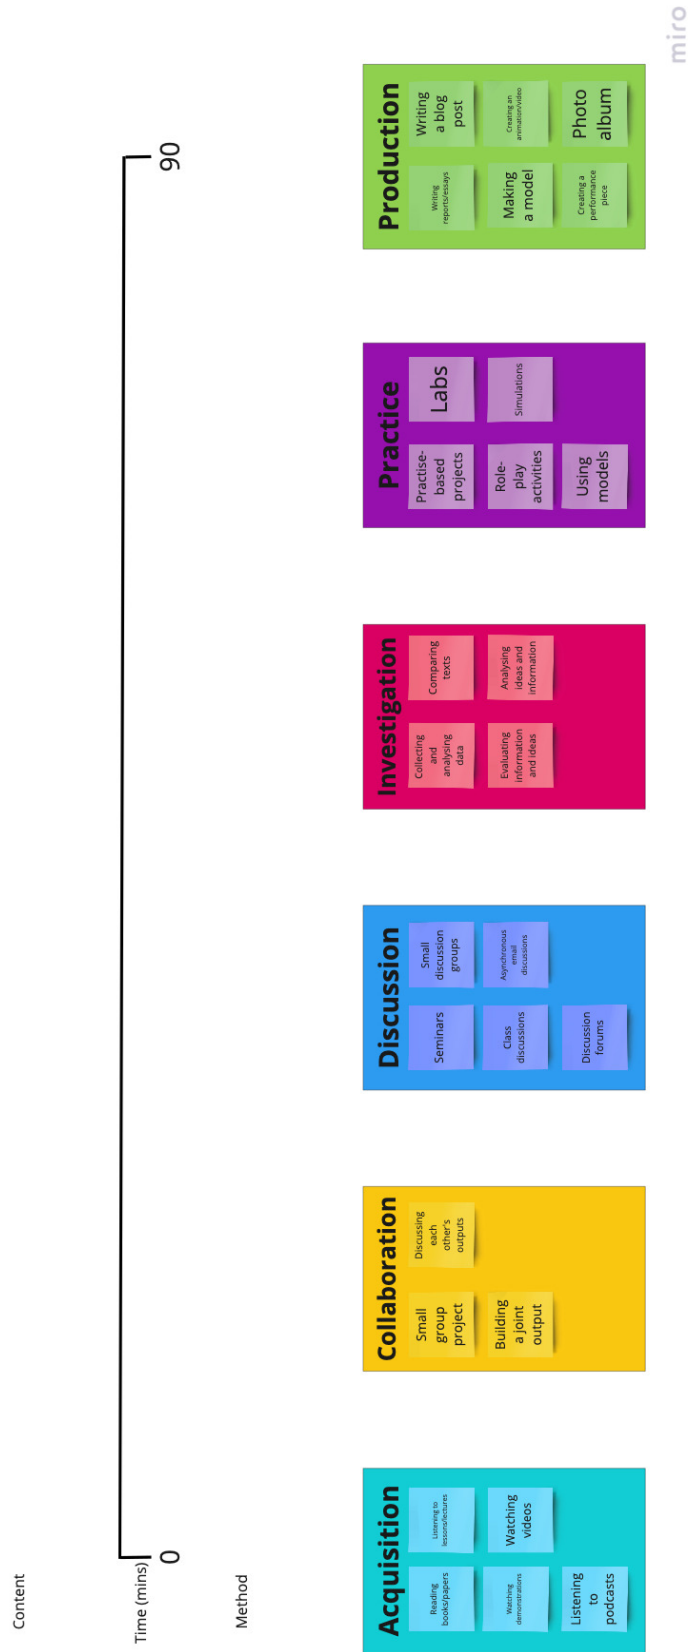 Content
Time (mins)
0
90
Method
Acquisition
Reading
books/papers
Listening to
lessons/lectures
Watching
demonstrations
Watching
videos
Listening
to
podcasts
Collaboration
Small
group
project
Discussing
each
other's
outputs
Building
a joint
output
Discussion
Seminars
Small
discussion
groups
Class
discussions
Asynchronous
email
discussions
Discussion
forums
Investigation
Collecting
and
analysing
data
Comparing
texts
Evaluating
information
and ideas
Analysing
ideas and
information
Practice
Practise-
based
projects
Labs
Role-
play
activities
Simulations
Using
models
Production
Writing
reports/essays
Writing
a blog
post
Making
a model
Creating an
animation/video
Creating a
performance
piece
Photo
album
miro